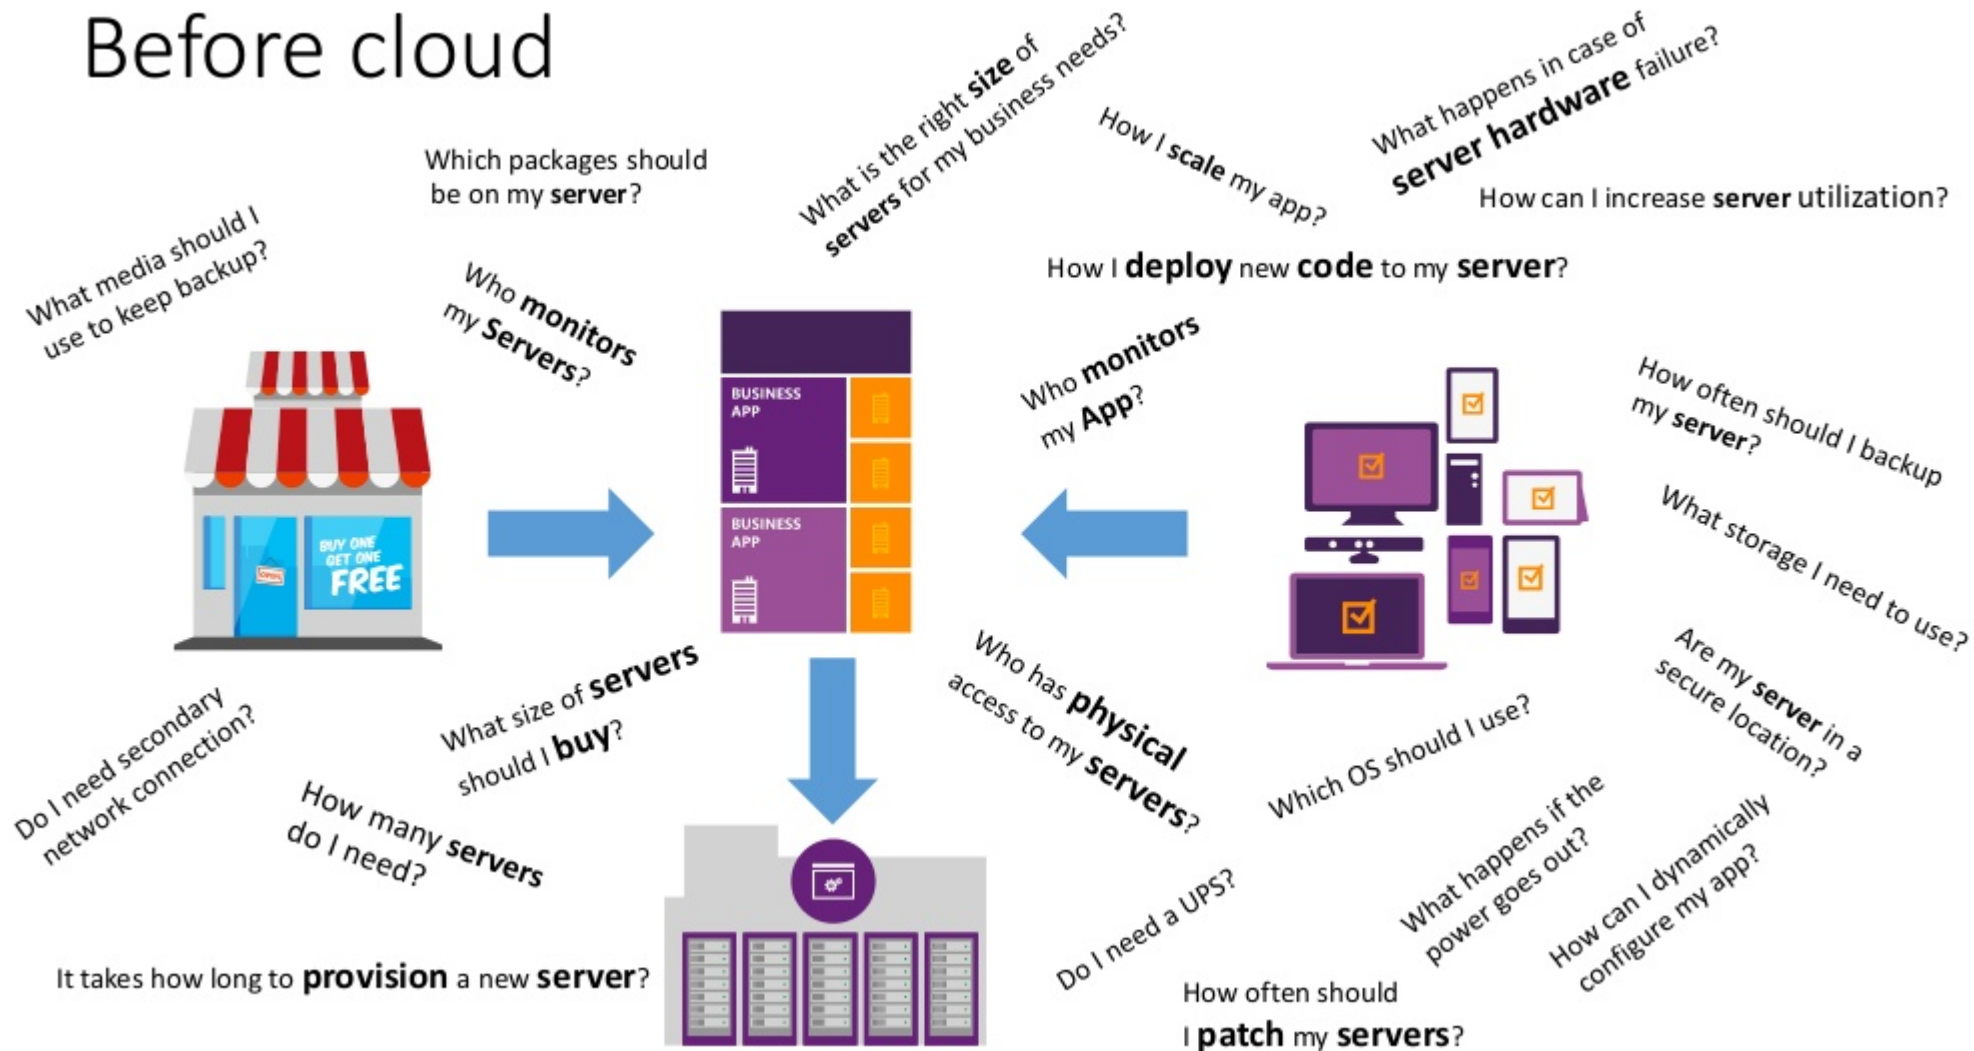 Before cloud
What is the right size of
servers for my business needs?
What happens in case of
server hardware failure?
Which packages should
be on my server?
How I scale my app?
How can I increase server utilization?
What media should I
use to keep backup?
Who monitors
my Servers?
How I deploy new code to my server?
Who monitors
my App?
How often should I backup
my server?
BUSINESS
APP
BUSINESS
APP
BUY ONE
GET ONE
FREE
OPEN
What storage I need to use?
Are my server in a
secure location?
What size of servers
should I buy?
Who has physical
access to my servers?
Do I need secondary
network connection?
How many servers
do I need?
Which OS should I use?
What happens if the
power goes out?
How can I dynamically
configure my app?
Do I need a UPS?
It takes how long to provision a new server?
How often should
I patch my servers?